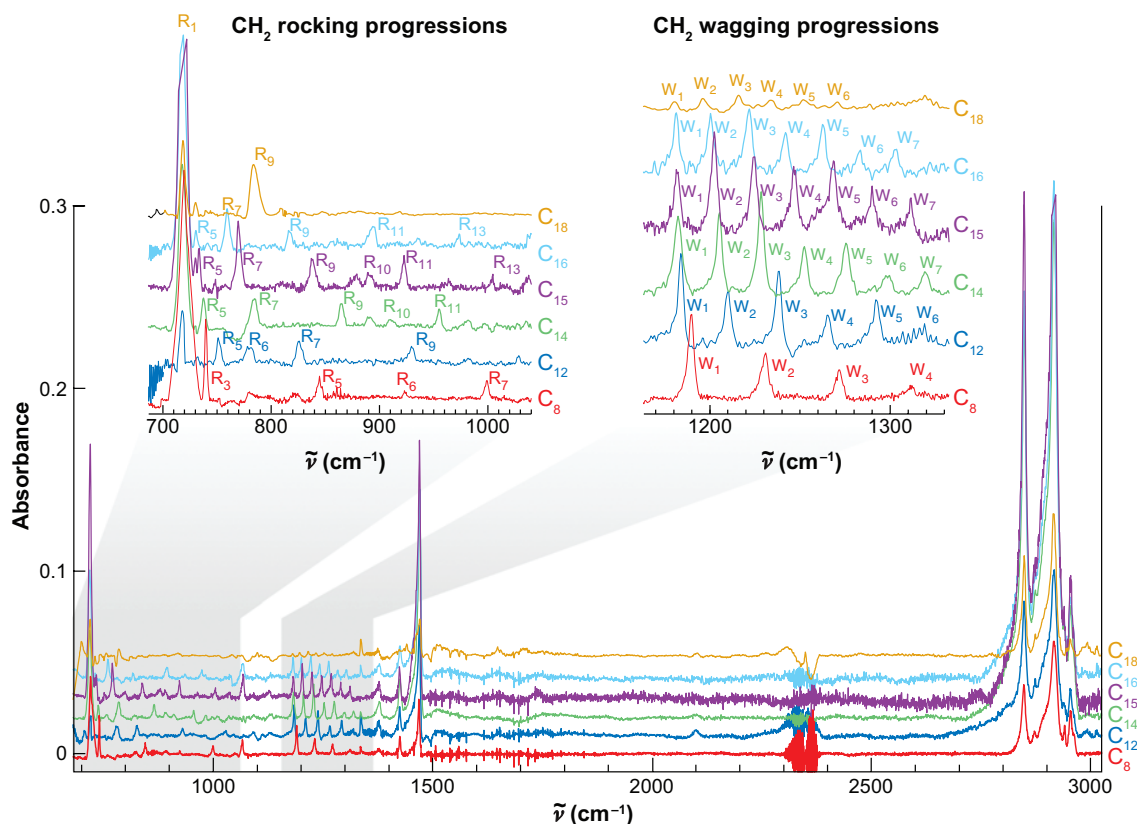 CH₂ rocking progressions
R₁
R₉
C₁₈
R₅ R₇ R₉ R₁₁ R₁₃
C₁₆
R₅ R₇ R₉ R₁₀ R₁₁ R₁₃
C₁₅
R₅ R₇ R₉ R₁₀ R₁₁
C₁₄
R₅ R₆ R₇ R₉
C₁₂
R₃ R₅ R₆ R₇
C₈
700 800 900 1000
ν̃ (cm⁻¹)
CH₂ wagging progressions
W₁ W₂ W₃ W₄ W₅ W₆
C₁₈
W₁ W₂ W₃ W₄ W₅ W₆ W₇
C₁₆
W₁ W₂ W₃ W₄ W₅ W₆ W₇
C₁₅
W₁ W₂ W₃ W₄ W₅ W₆ W₇
C₁₄
W₁ W₂ W₃ W₄ W₅ W₆
C₁₂
W₁ W₂ W₃ W₄
C₈
1200 1300
ν̃ (cm⁻¹)
Absorbance
0.3
0.2
0.1
0
C₁₈
C₁₆
C₁₅
C₁₄
C₁₂
C₈
1000 1500 2000 2500 3000
ν̃ (cm⁻¹)